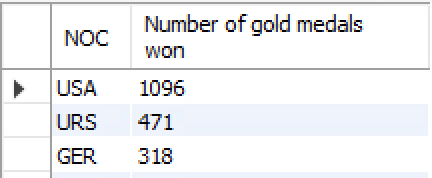 NOC Number of gold medals won
USA 1096
URS 471
GER 318